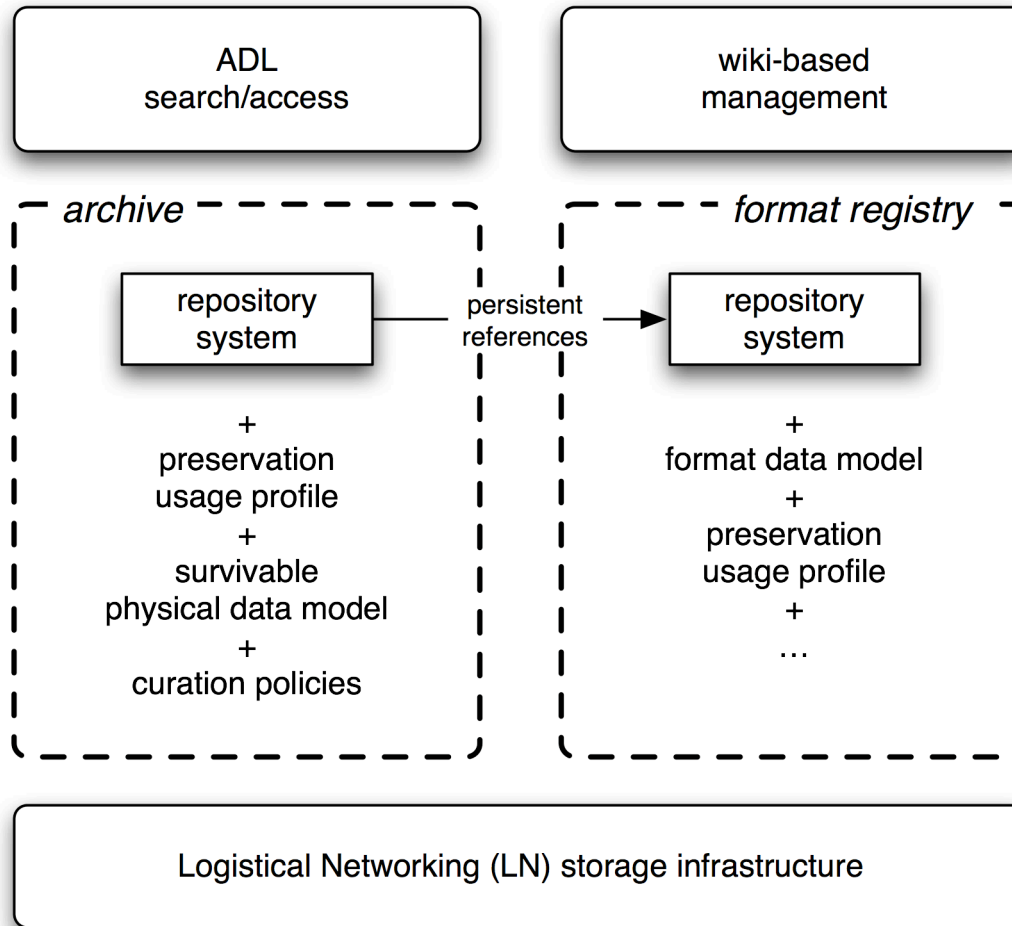 ADL
search/access
wiki-based
management
archive
format registry
repository
system
persistent
references
repository
system
+
preservation
usage profile
+
survivable
physical data model
+
curation policies
+
format data model
+
preservation
usage profile
+
...
Logistical Networking (LN) storage infrastructure